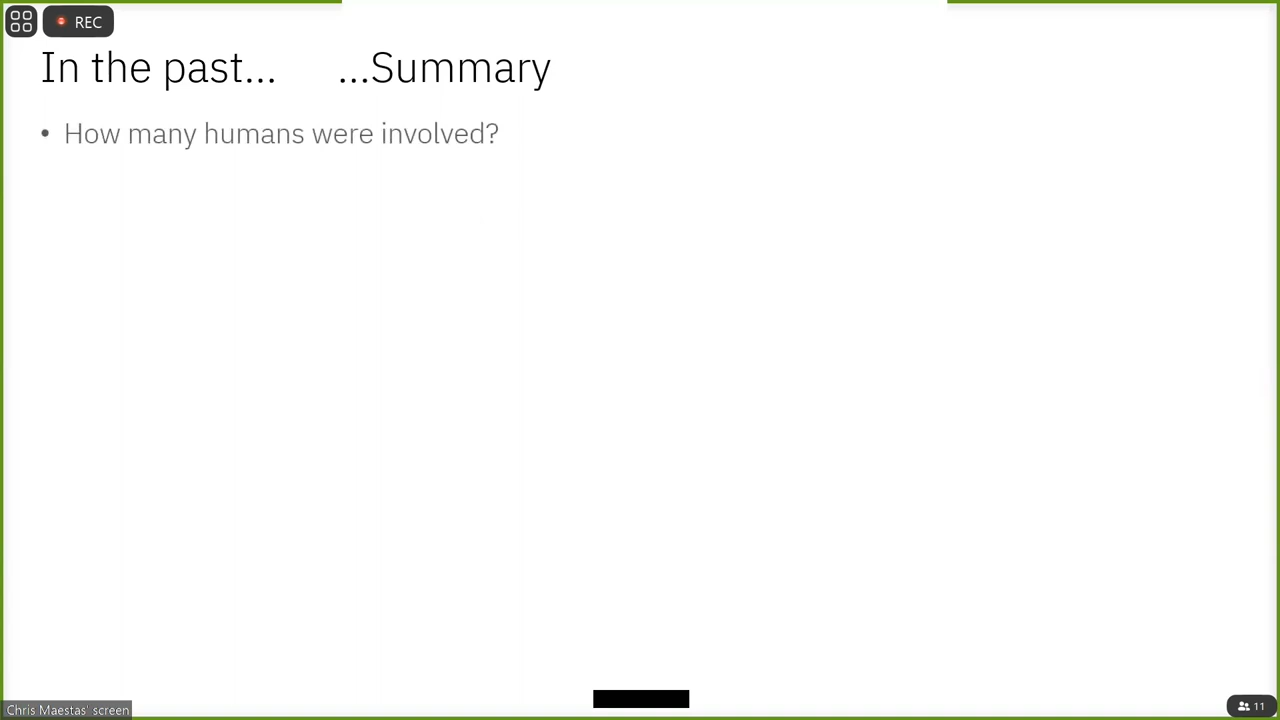 REC
In the past... ...Summary
• How many humans were involved?
Chris Maestas' screen
11